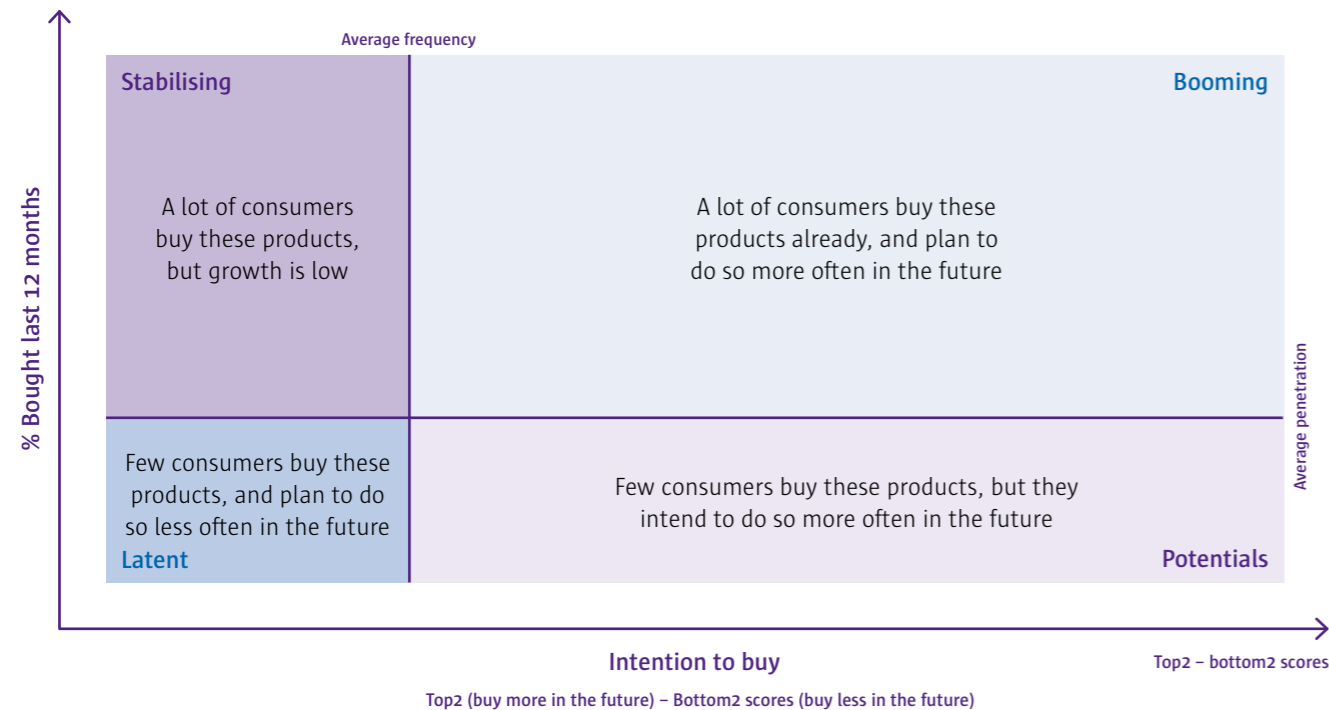 Average frequency
Stabilising
Booming
A lot of consumers
buy these products,
but growth is low
A lot of consumers buy these
products already, and plan to
do so more often in the future
% Bought last 12 months
Average penetration
Few consumers buy these
products, and plan to do
so less often in the future
Latent
Few consumers buy these products, but they
intend to do so more often in the future
Potentials
Intention to buy
Top2 – bottom2 scores
Top2 (buy more in the future) – Bottom2 scores (buy less in the future)